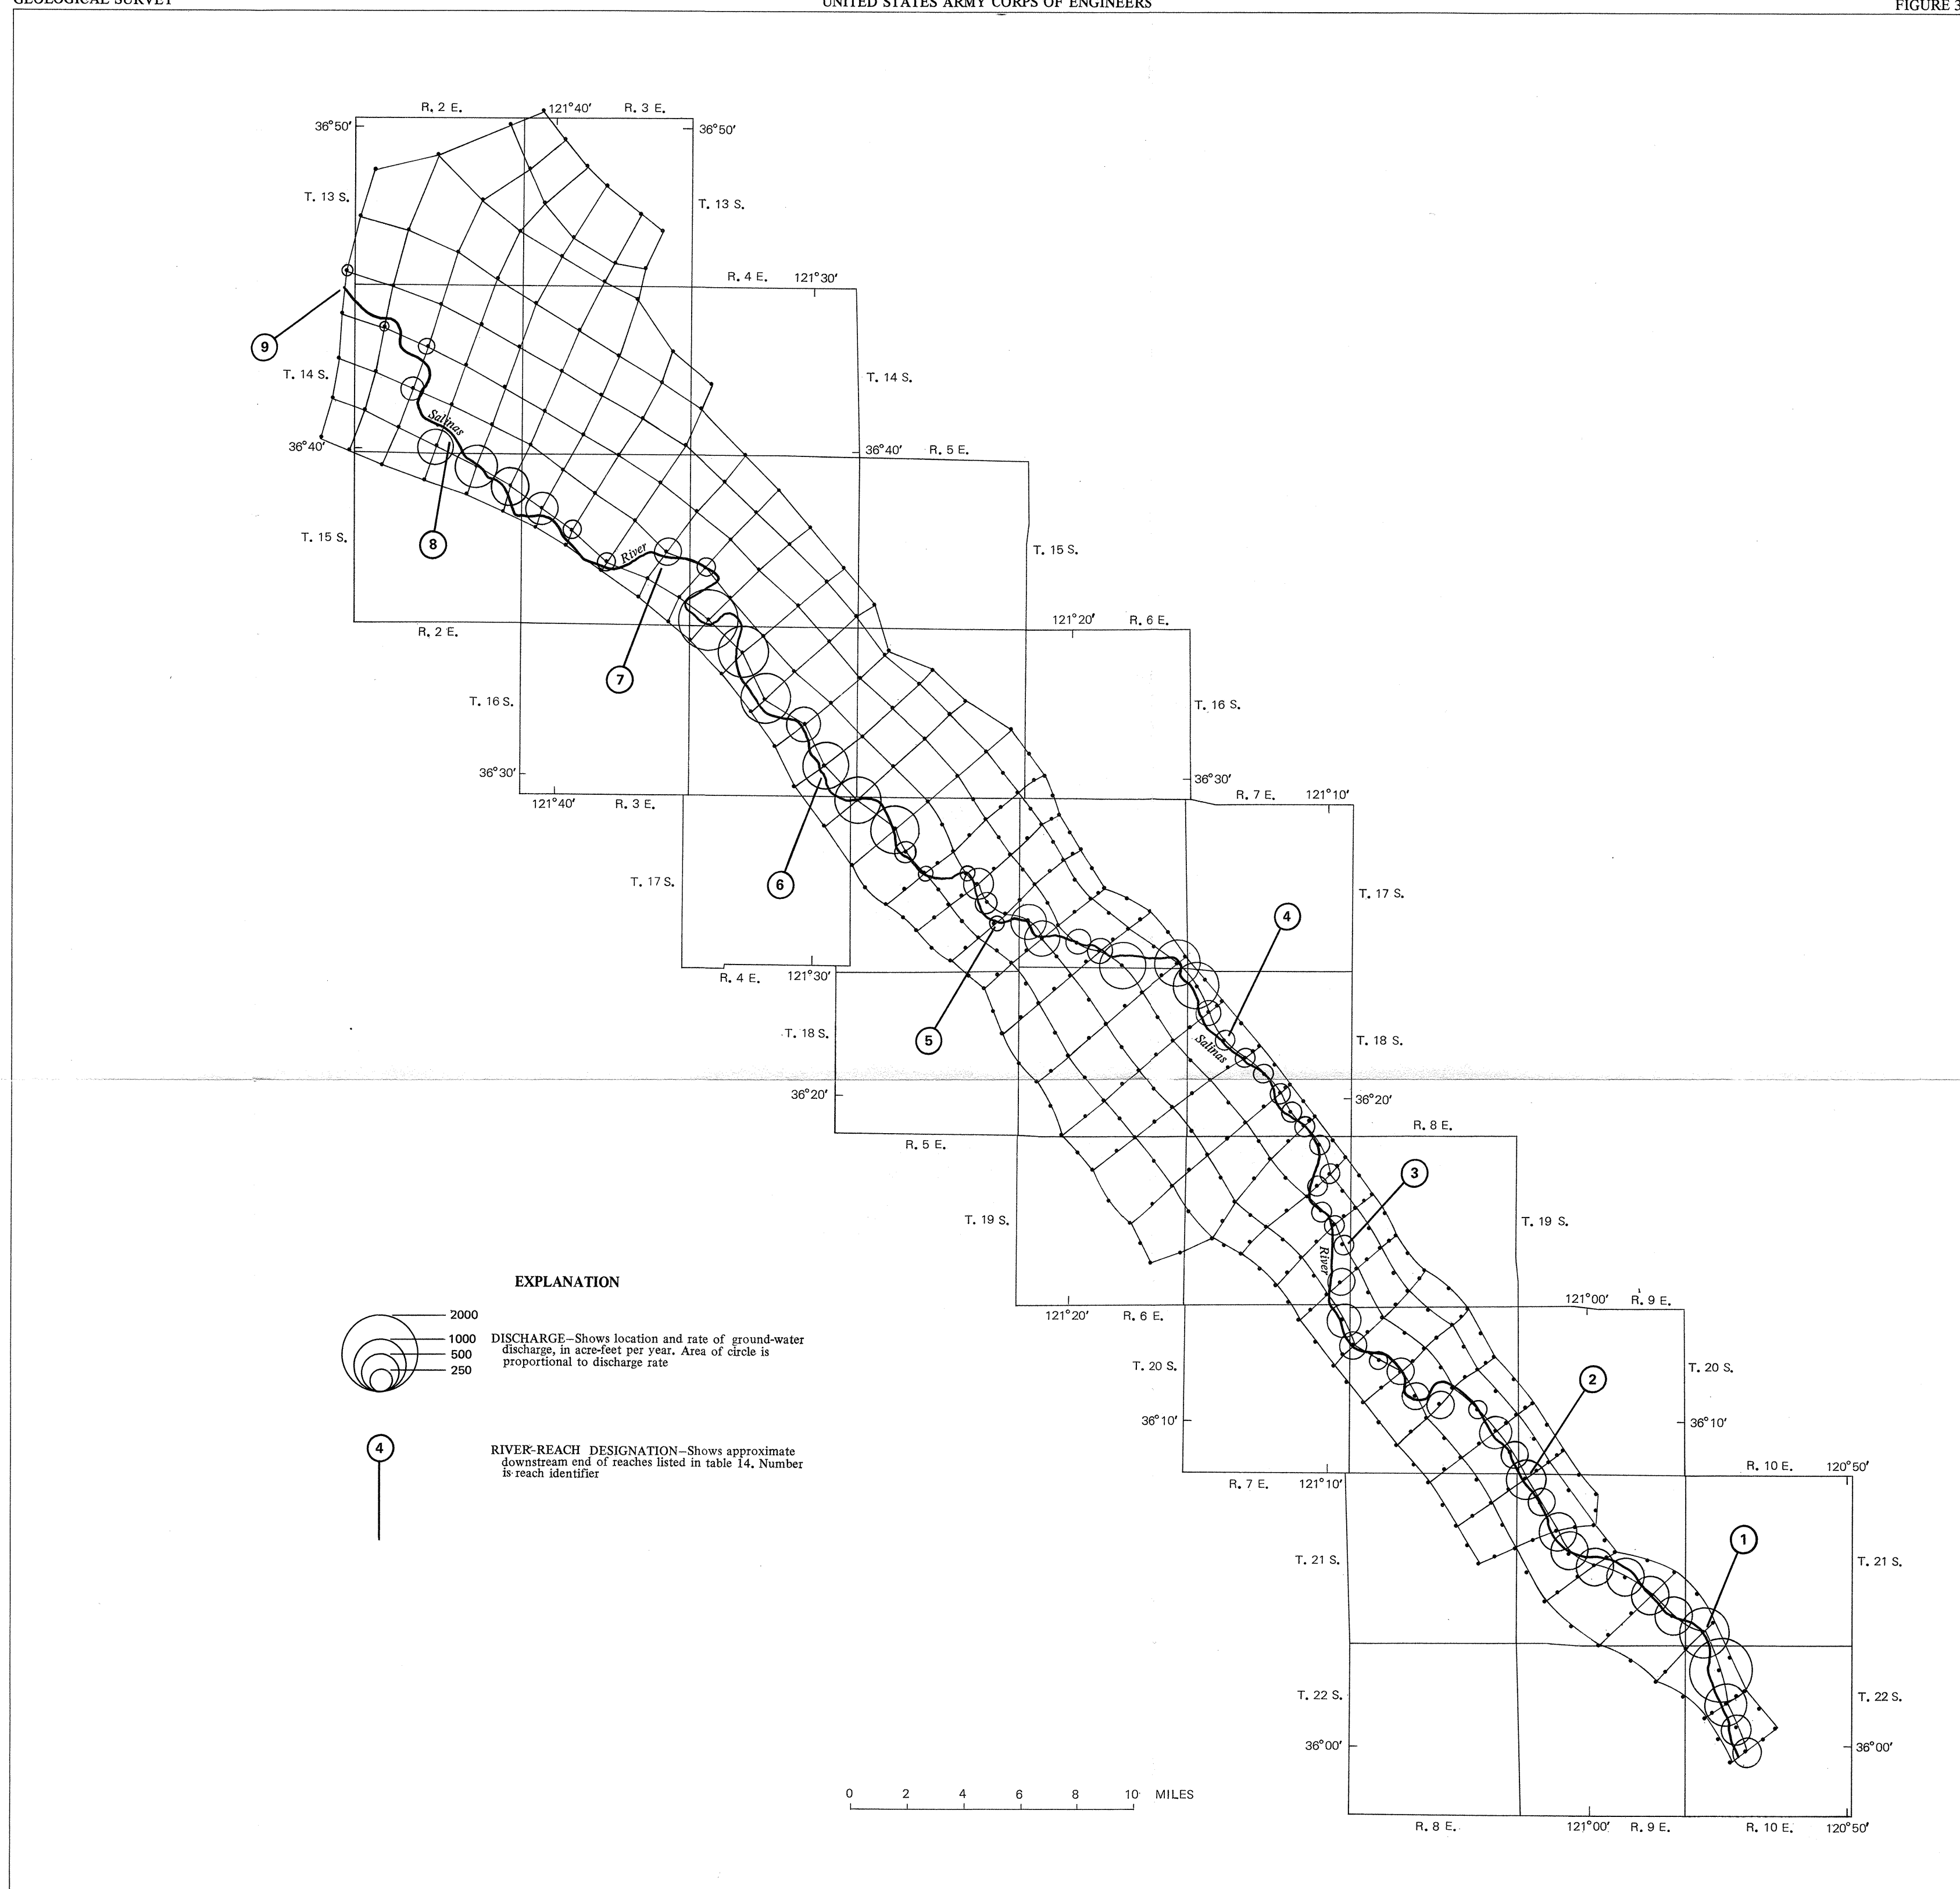 GEOLOGICAL SURVEY
UNITED STATES ARMY CORPS OF ENGINEERS
FIGURE 3
R. 2 E.
121°40′
R. 3 E.
36°50′
36°50′
T. 13 S.
T. 13 S.
R. 4 E.
121°30′
9
T. 14 S.
T. 14 S.
Salinas
36°40′
36°40′
R. 5 E.
8
T. 15 S.
River
T. 15 S.
R. 2 E.
121°20′
R. 6 E.
7
T. 16 S.
T. 16 S.
36°30′
36°30′
121°40′
R. 3 E.
R. 7 E.
121°10′
6
T. 17 S.
T. 17 S.
4
R. 4 E.
121°30′
5
T. 18 S.
Salinas
T. 18 S.
36°20′
36°20′
R. 5 E.
R. 8 E.
3
T. 19 S.
T. 19 S.
River
EXPLANATION
2000
1000
500
250
DISCHARGE—Shows location and rate of ground-water
discharge, in acre-feet per year. Area of circle is
proportional to discharge rate
121°20′
R. 6 E.
121°00′
R. 9 E.
T. 20 S.
T. 20 S.
2
36°10′
36°10′
4
RIVER-REACH DESIGNATION—Shows approximate
downstream end of reaches listed in table 14. Number
is reach identifier
R. 7 E.
121°10′
R. 10 E.
120°50′
1
T. 21 S.
T. 21 S.
T. 22 S.
T. 22 S.
36°00′
36°00′
0 2 4 6 8 10 MILES
R. 8 E.
121°00′
R. 9 E.
R. 10 E.
120°50′